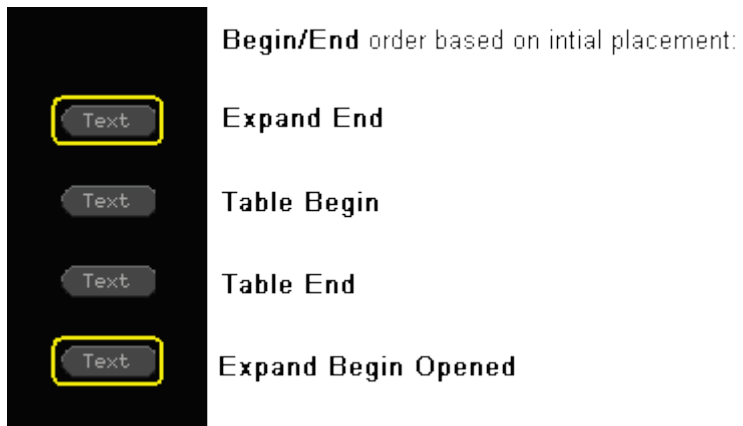 Begin/End order based on intial placement:
Text Expand End
Text Table Begin
Text Table End
Text Expand Begin Opened